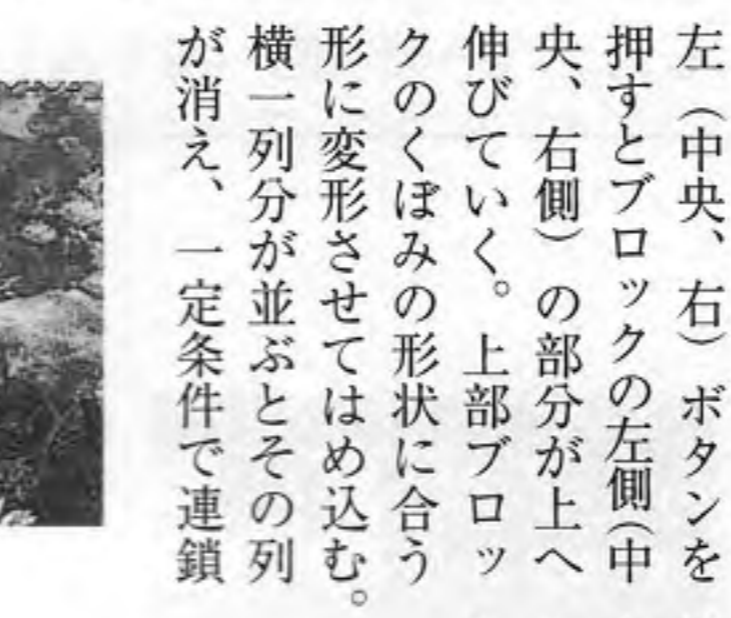 左（中央、右）ボタンを
押すとブロックの左側（中
央、右側）の部分が上へ
伸びていく。上部ブロッ
クのくぼみの形状に合う
形に変形させてはめ込む。
横一列分が並ぶとその列
が消え、一定条件で連鎖